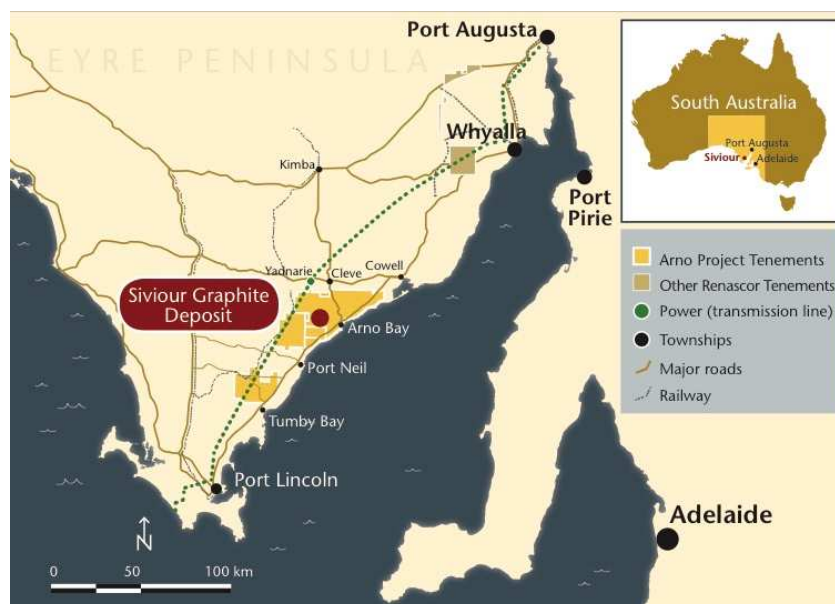 EYRE PENINSULA
Port Augusta
Whyalla
Kimba
Port
Pirie
Yadnarie
Cleve
Cowell
Siviour Graphite
Deposit
Arno Bay
Port Neil
Tumby Bay
Port Lincoln
Adelaide
N
0 50 100 km
South Australia
Port Augusta
Siviour
Adelaide
Arno Project Tenements
Other Renascor Tenements
Power (transmission line)
Townships
Major roads
Railway